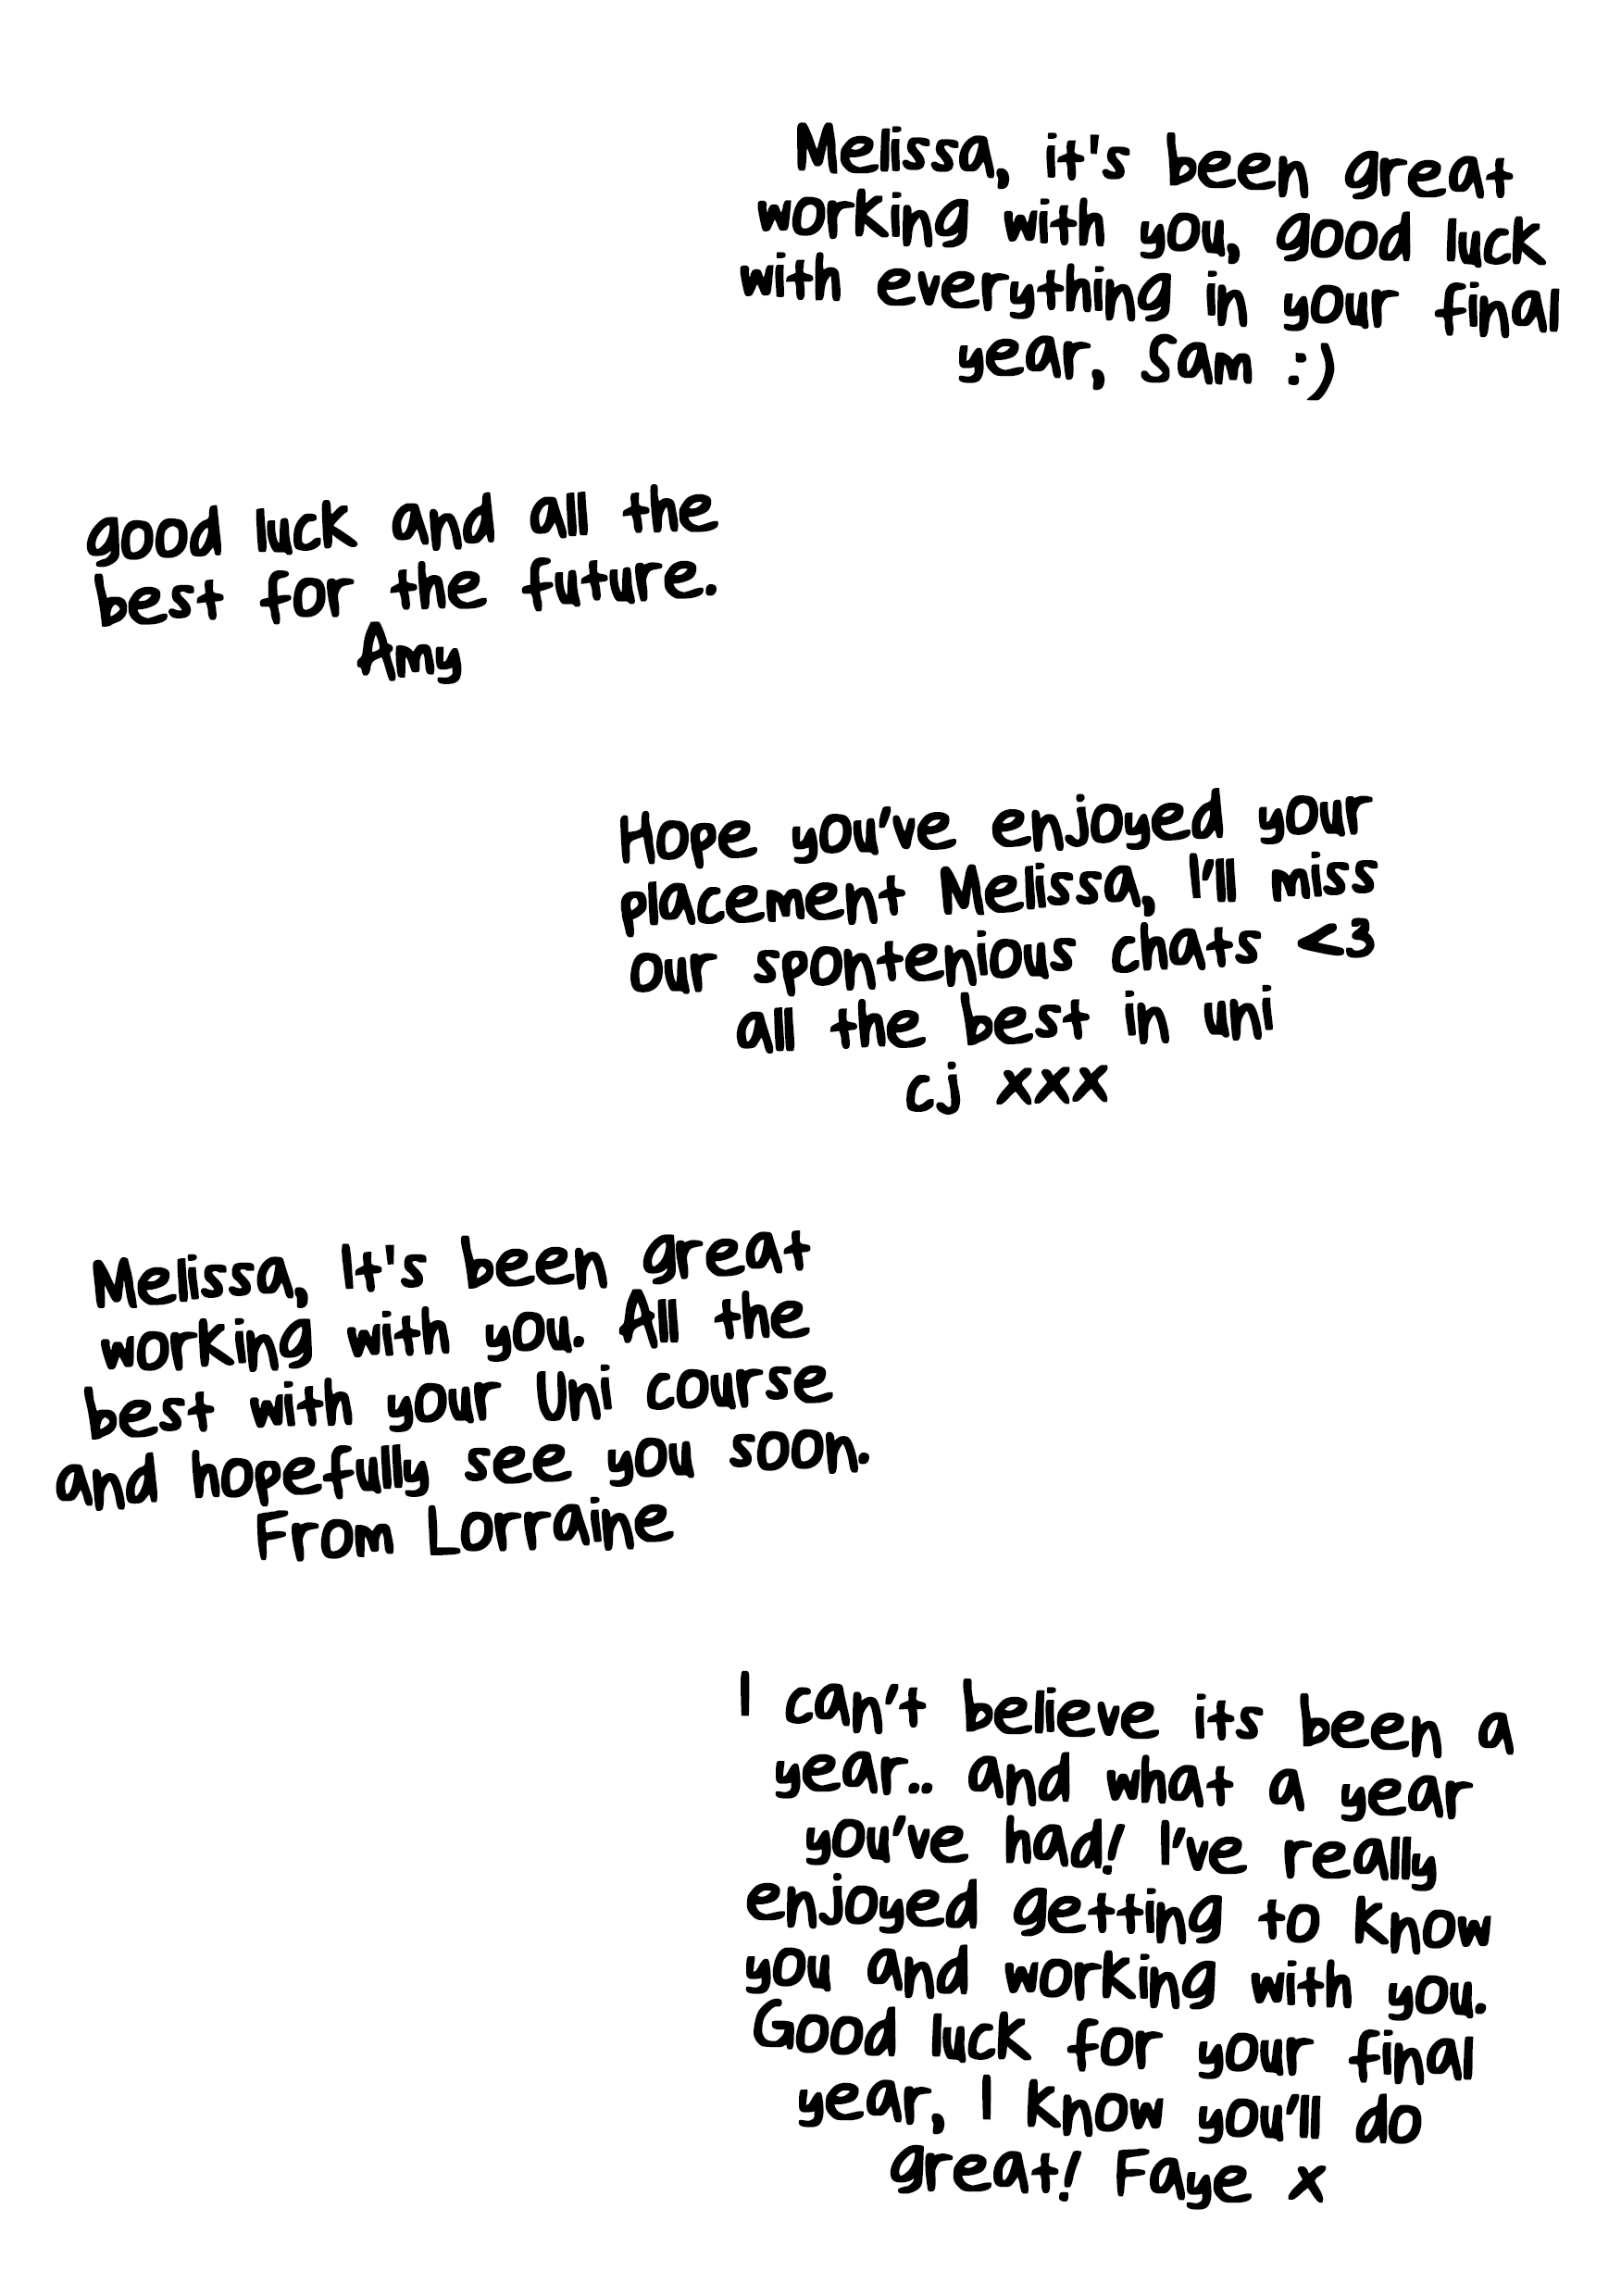 Melissa, it's been great
working with you, good luck
with everything in your final
year, Sam :)
good luck and all the
best for the future.
Amy
Hope you've enjoyed your
placement Melissa, I'll miss
our spontenious chats <3
all the best in uni
cj xxx
Melissa, It's been great
working with you. All the
best with your Uni course
and hopefully see you soon.
From Lorraine
I can't believe its been a
year.. and what a year
you've had! I've really
enjoyed getting to know
you and working with you.
Good luck for your final
year, I know you'll do
great! Faye x